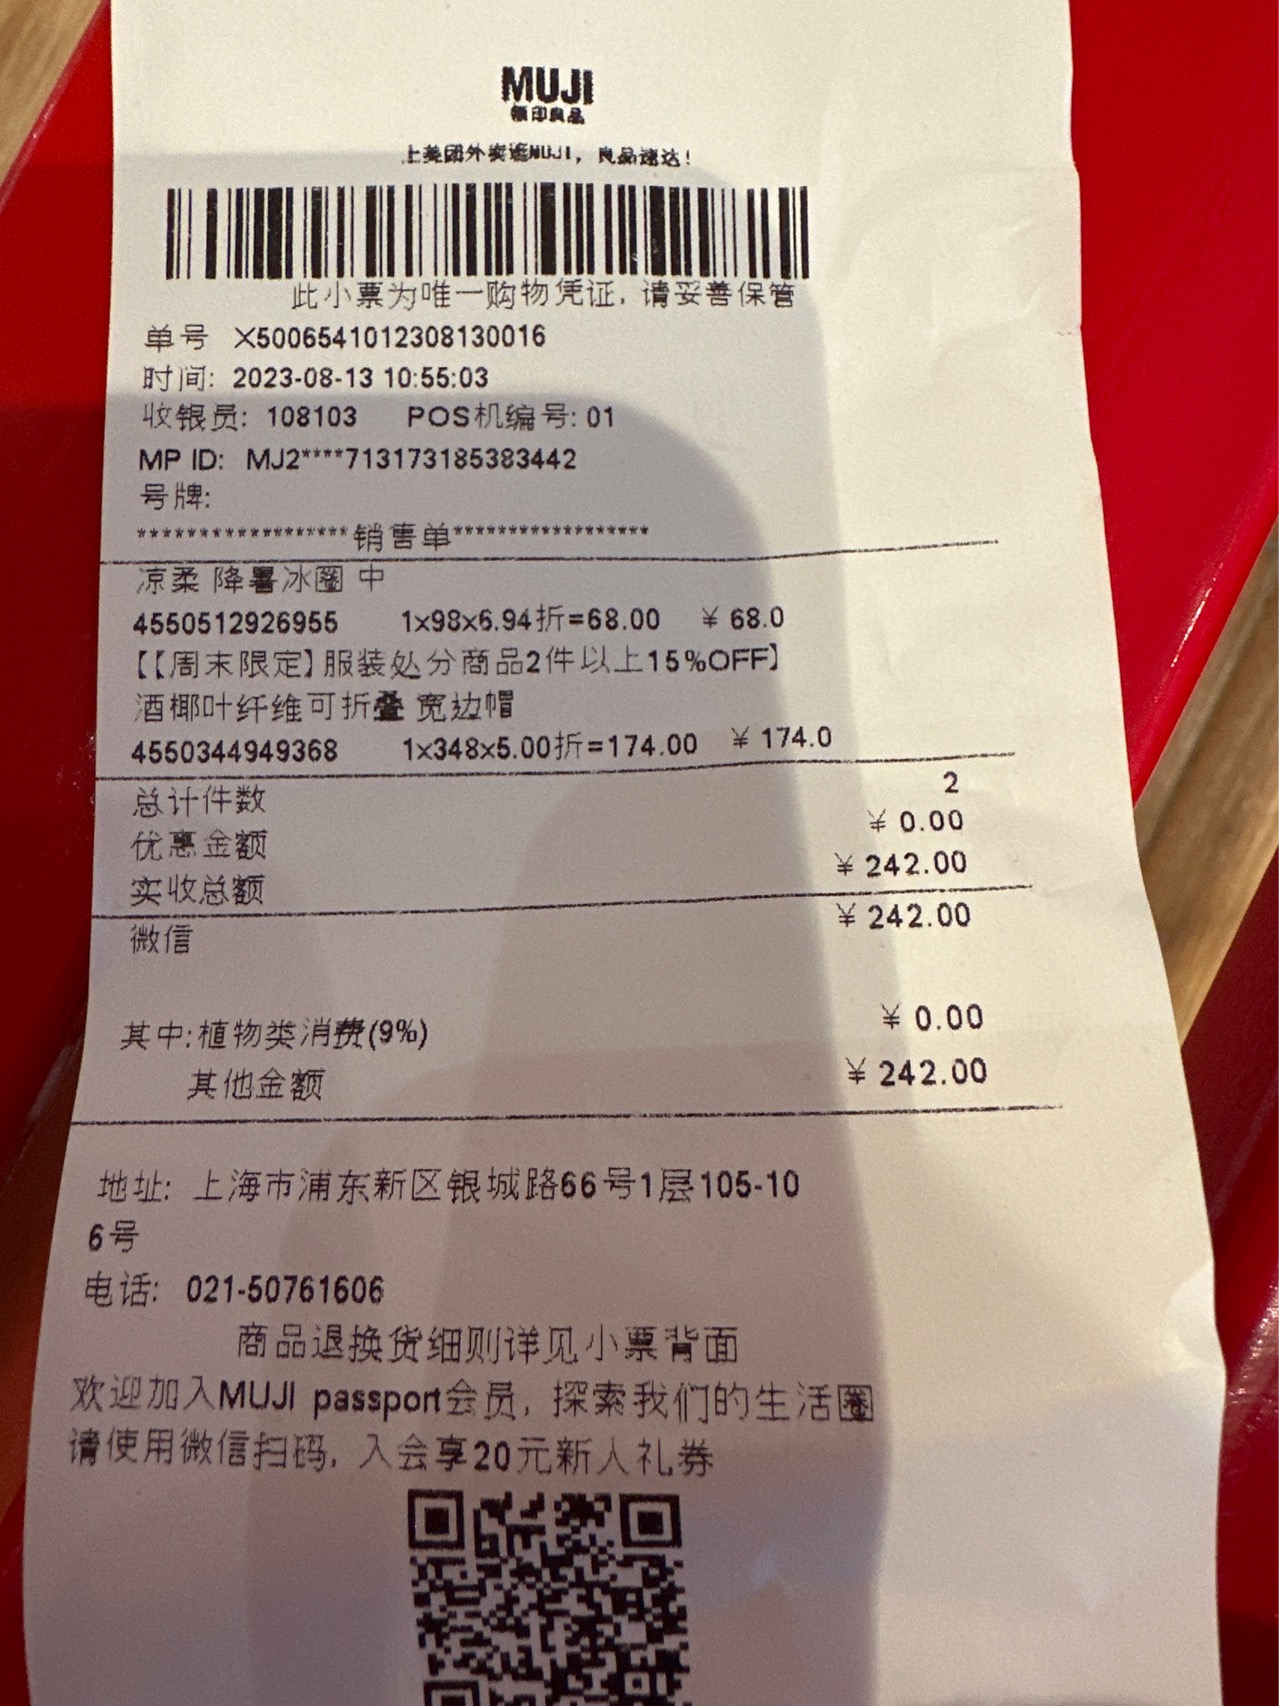 MUJI
無印良品
上美团外卖逛MUJI，良品速达！
此小票为唯一购物凭证, 请妥善保管
单号 X5006541012308130016
时间: 2023-08-13 10:55:03
收银员: 108103 POS机编号: 01
MP ID: MJ2****713173185383442
号牌:
******************销售单*****************
凉柔 降暑冰圈 中
4550512926955 1x98x6.94折=68.00 ￥ 68.0
【【周末限定】服装处分商品2件以上15%OFF】
酒椰叶纤维可折叠 宽边帽
4550344949368 1x348x5.00折=174.00 ￥ 174.0
总计件数 2
优惠金额 ￥ 0.00
实收总额 ￥ 242.00
微信 ￥ 242.00
其中:植物类消费(9%) ￥ 0.00
其他金额 ￥ 242.00
地址: 上海市浦东新区银城路66号1层105-10
6号
电话: 021-50761606
商品退换货细则详见小票背面
欢迎加入MUJI passport会员, 探索我们的生活圈
请使用微信扫码, 入会享20元新人礼券